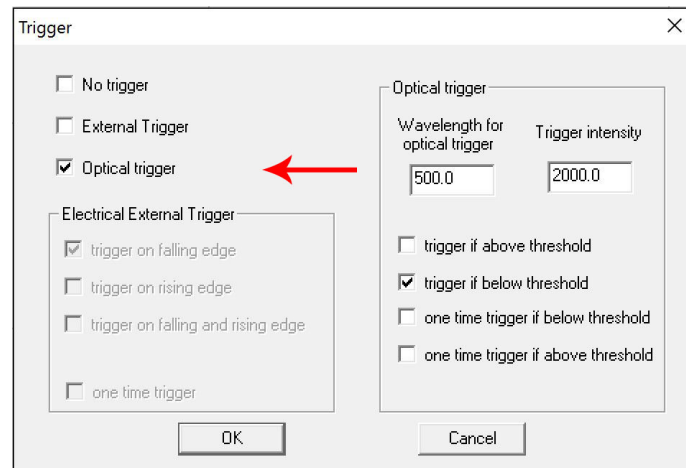 Trigger
No trigger
External Trigger
Optical trigger
Electrical External Trigger
trigger on falling edge
trigger on rising edge
trigger on falling and rising edge
one time trigger
Optical trigger
Wavelength for
optical trigger
Trigger intensity
500.0
2000.0
trigger if above threshold
trigger if below threshold
one time trigger if below threshold
one time trigger if above threshold
OK
Cancel